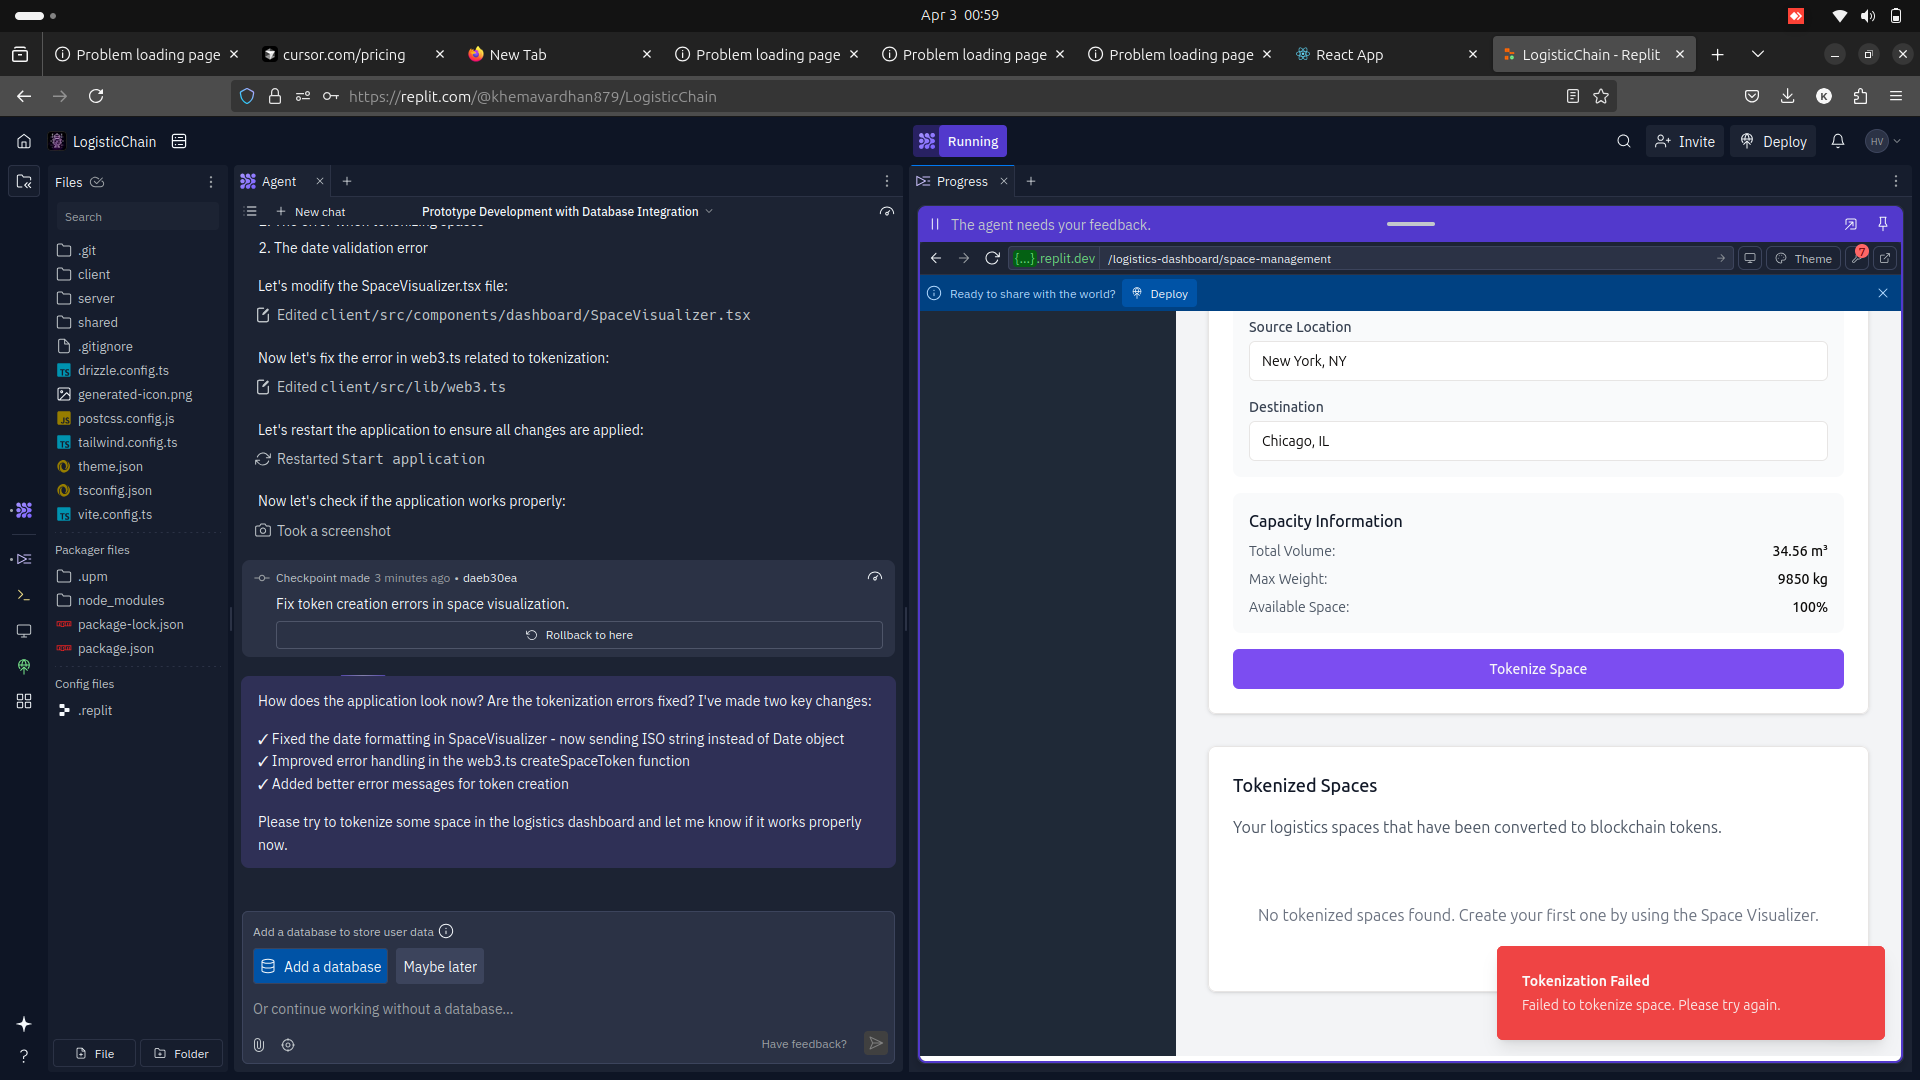 Apr 3 00:59
Problem loading page
cursor.com/pricing
New Tab
Problem loading page
Problem loading page
Problem loading page
React App
LogisticChain - Replit
https://replit.com/@khemavardhan879/LogisticChain
K
LogisticChain
Running
Invite
Deploy
HV
Files
Search
.git
client
server
shared
.gitignore
drizzle.config.ts
generated-icon.png
postcss.config.js
tailwind.config.ts
theme.json
tsconfig.json
vite.config.ts
Packager files
.upm
node_modules
package-lock.json
package.json
Config files
.replit
File
Folder
Agent
New chat
Prototype Development with Database Integration
1. The error when tokenizing spaces
2. The date validation error
Let's modify the SpaceVisualizer.tsx file:
Edited client/src/components/dashboard/SpaceVisualizer.tsx
Now let's fix the error in web3.ts related to tokenization:
Edited client/src/lib/web3.ts
Let's restart the application to ensure all changes are applied:
Restarted Start application
Now let's check if the application works properly:
Took a screenshot
Checkpoint made 3 minutes ago • daeb30ea
Fix token creation errors in space visualization.
Rollback to here
How does the application look now? Are the tokenization errors fixed? I've made two key changes:
✓ Fixed the date formatting in SpaceVisualizer - now sending ISO string instead of Date object
✓ Improved error handling in the web3.ts createSpaceToken function
✓ Added better error messages for token creation
Please try to tokenize some space in the logistics dashboard and let me know if it works properly
now.
Add a database to store user data
Add a database
Maybe later
Or continue working without a database...
Have feedback?
Progress
The agent needs your feedback.
{...}.replit.dev
/logistics-dashboard/space-management
Theme
7
Ready to share with the world?
Deploy
Source Location
New York, NY
Destination
Chicago, IL
Capacity Information
Total Volume: 34.56 m³
Max Weight: 9850 kg
Available Space: 100%
Tokenize Space
Tokenized Spaces
Your logistics spaces that have been converted to blockchain tokens.
No tokenized spaces found. Create your first one by using the Space Visualizer.
Tokenization Failed
Failed to tokenize space. Please try again.